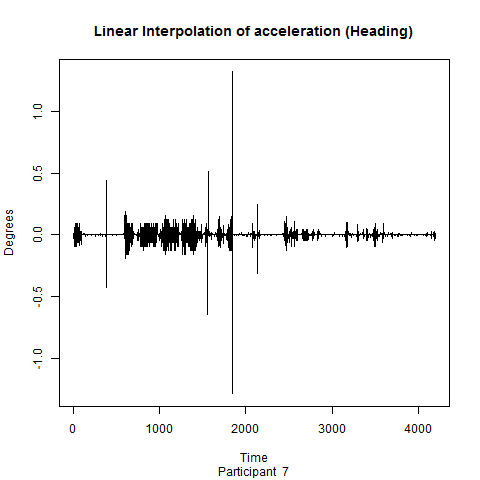 Linear Interpolation of acceleration (Heading)
1.0
0.5
0.0
-0.5
-1.0
Degrees
0 1000 2000 3000 4000
Time
Participant 7